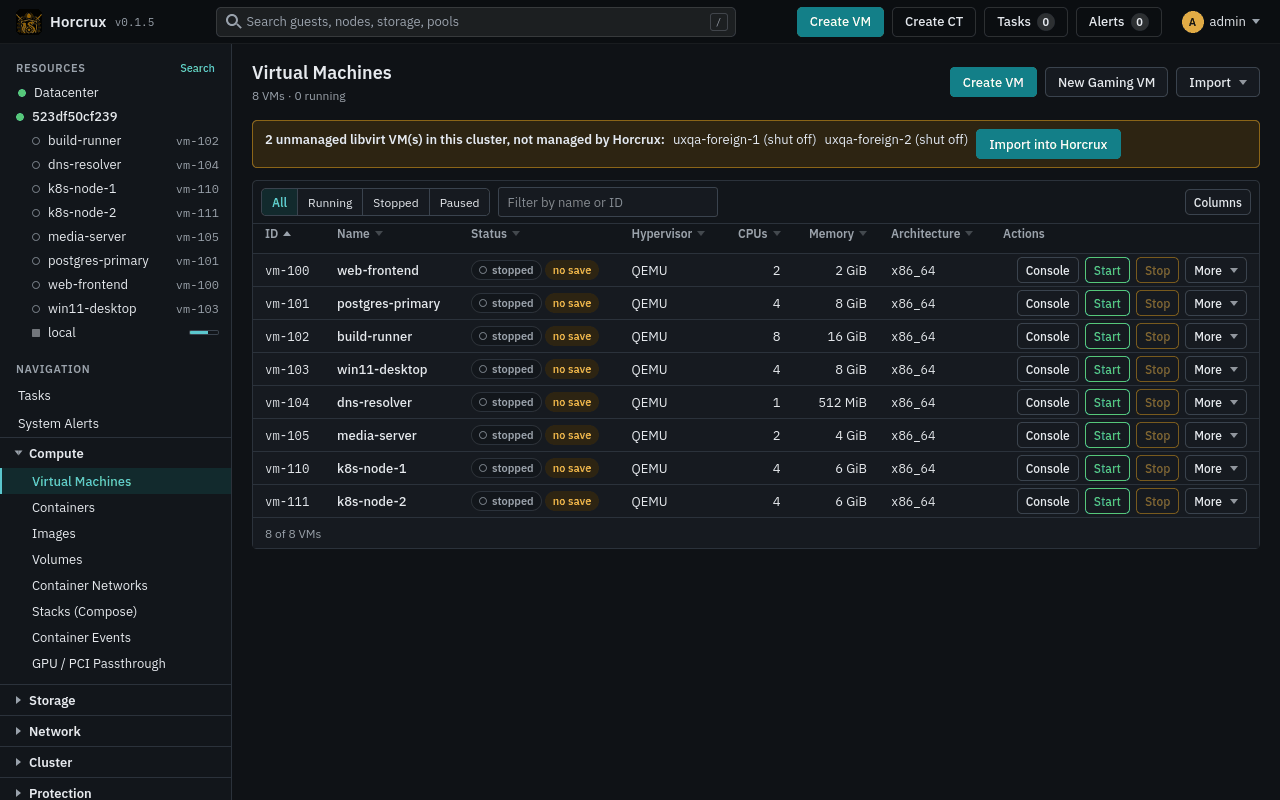 Horcrux v0.1.5
Search guests, nodes, storage, pools /
Create VM
Create CT
Tasks 0
Alerts 0
A admin
RESOURCES Search
Datacenter
523df50cf239
build-runner vm-102
dns-resolver vm-104
k8s-node-1 vm-110
k8s-node-2 vm-111
media-server vm-105
postgres-primary vm-101
web-frontend vm-100
win11-desktop vm-103
local
NAVIGATION
Tasks
System Alerts
Compute
Virtual Machines
Containers
Images
Volumes
Container Networks
Stacks (Compose)
Container Events
GPU / PCI Passthrough
Storage
Network
Cluster
Protection
Virtual Machines
8 VMs · 0 running
Create VM
New Gaming VM
Import
2 unmanaged libvirt VM(s) in this cluster, not managed by Horcrux: uxqa-foreign-1 (shut off) uxqa-foreign-2 (shut off) Import into Horcrux
All Running Stopped Paused Filter by name or ID Columns
ID Name Status Hypervisor CPUs Memory Architecture Actions
vm-100 web-frontend stopped no save QEMU 2 2 GiB x86_64 Console Start Stop More
vm-101 postgres-primary stopped no save QEMU 4 8 GiB x86_64 Console Start Stop More
vm-102 build-runner stopped no save QEMU 8 16 GiB x86_64 Console Start Stop More
vm-103 win11-desktop stopped no save QEMU 4 8 GiB x86_64 Console Start Stop More
vm-104 dns-resolver stopped no save QEMU 1 512 MiB x86_64 Console Start Stop More
vm-105 media-server stopped no save QEMU 2 4 GiB x86_64 Console Start Stop More
vm-110 k8s-node-1 stopped no save QEMU 4 6 GiB x86_64 Console Start Stop More
vm-111 k8s-node-2 stopped no save QEMU 4 6 GiB x86_64 Console Start Stop More
8 of 8 VMs